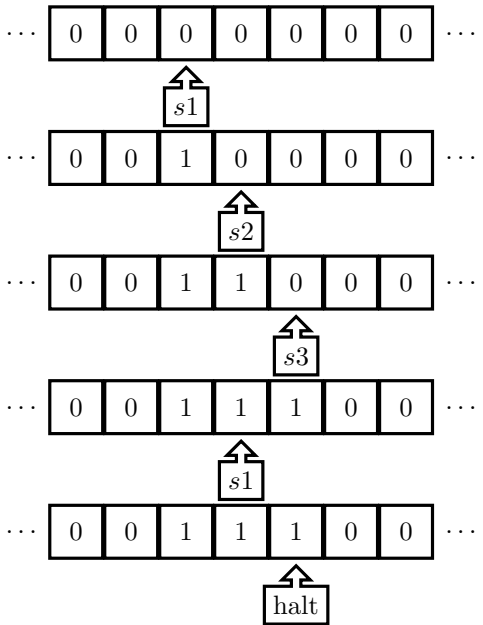 ··· 0 0 0 0 0 0 0 ···
s1
··· 0 0 1 0 0 0 0 ···
s2
··· 0 0 1 1 0 0 0 ···
s3
··· 0 0 1 1 1 0 0 ···
s1
··· 0 0 1 1 1 0 0 ···
halt